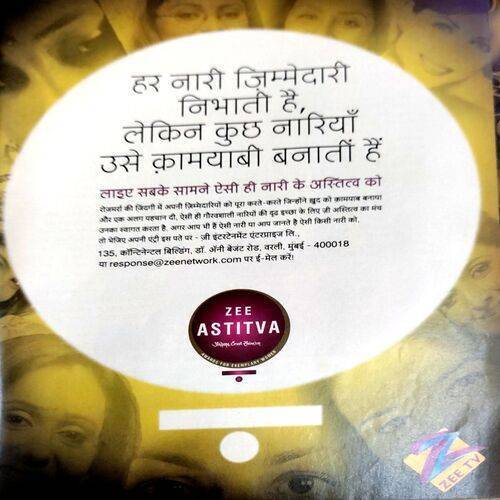 हर नारी ज़िम्मेदारी
निभाती है,
लेकिन कुछ नारियाँ
उसे क़ामयाबी बनातीं हैं
लाइए सबके सामने ऐसी ही नारी के अस्तित्व को
रोजमर्रा की ज़िंदगी में अपनी ज़िम्मेदारियों को पूरा करते-करते जिन्होंने ख़ुद को क़ामयाब बनाया
और एक अलग पहचान दी, ऐसी ही गौरवशाली नारियों की दृढ़ इच्छा के लिए ज़ी अस्तित्व का मंच
उनका स्वागत करता है. अगर आप भी हैं ऐसी नारी या आप जानते है ऐसी किसी नारी को,
तो भेजिए अपनी एंट्री इस पते पर - ज़ी इंटरटेनमेंट एंटरप्राइज़ लि.,
135, कॉन्टिनेन्टल बिल्डिंग, डॉ. ॲनी बेजंट रोड, वरली, मुंबई - 400018
या response@zeenetwork.com पर ई-मेल करें!
ZEE
ASTITVA
AWARDS FOR EXEMPLARY WOMEN
ZEE TV